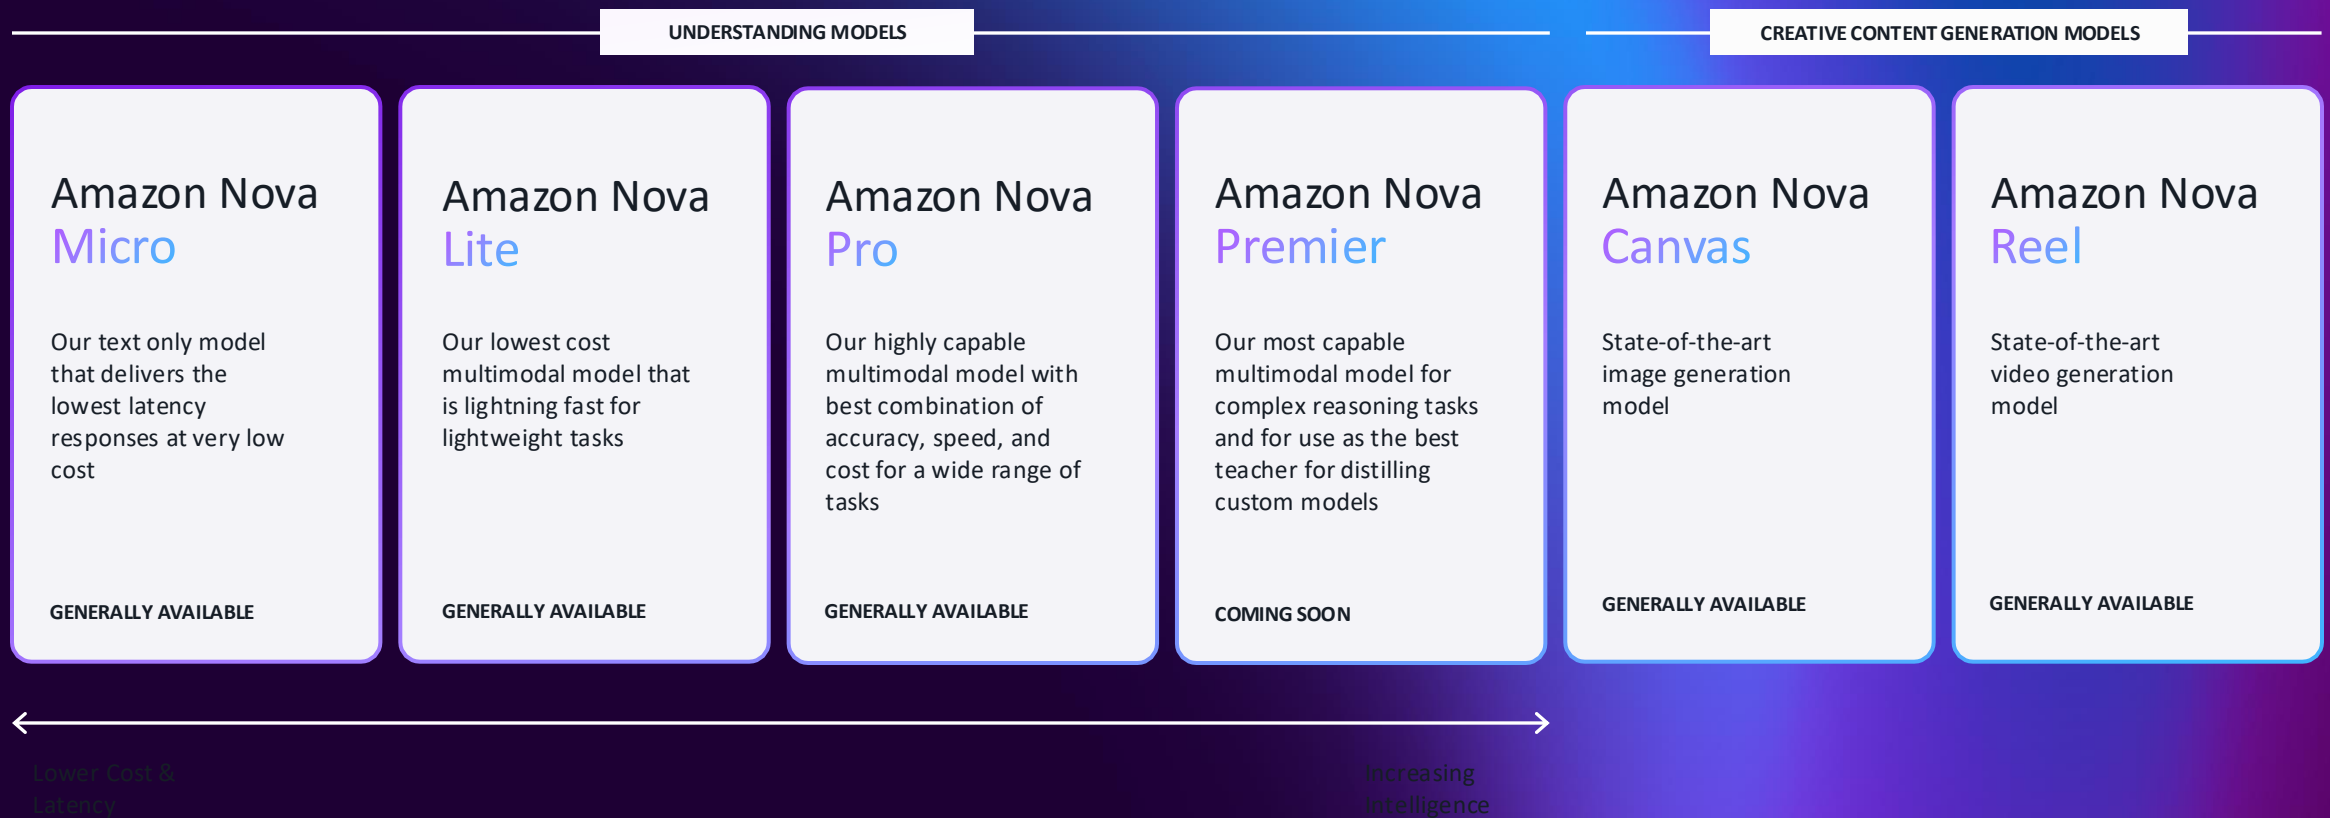 UNDERSTANDING MODELS
CREATIVE CONTENT GENERATION MODELS
Amazon Nova
Micro
Our text only model
that delivers the
lowest latency
responses at very low
cost
GENERALLY AVAILABLE
Amazon Nova
Lite
Our lowest cost
multimodal model that
is lightning fast for
lightweight tasks
GENERALLY AVAILABLE
Amazon Nova
Pro
Our highly capable
multimodal model with
best combination of
accuracy, speed, and
cost for a wide range of
tasks
GENERALLY AVAILABLE
Amazon Nova
Premier
Our most capable
multimodal model for
complex reasoning tasks
and for use as the best
teacher for distilling
custom models
COMING SOON
Amazon Nova
Canvas
State-of-the-art
image generation
model
GENERALLY AVAILABLE
Amazon Nova
Reel
State-of-the-art
video generation
model
GENERALLY AVAILABLE
Lower Cost &
Latency
Increasing
Intelligence